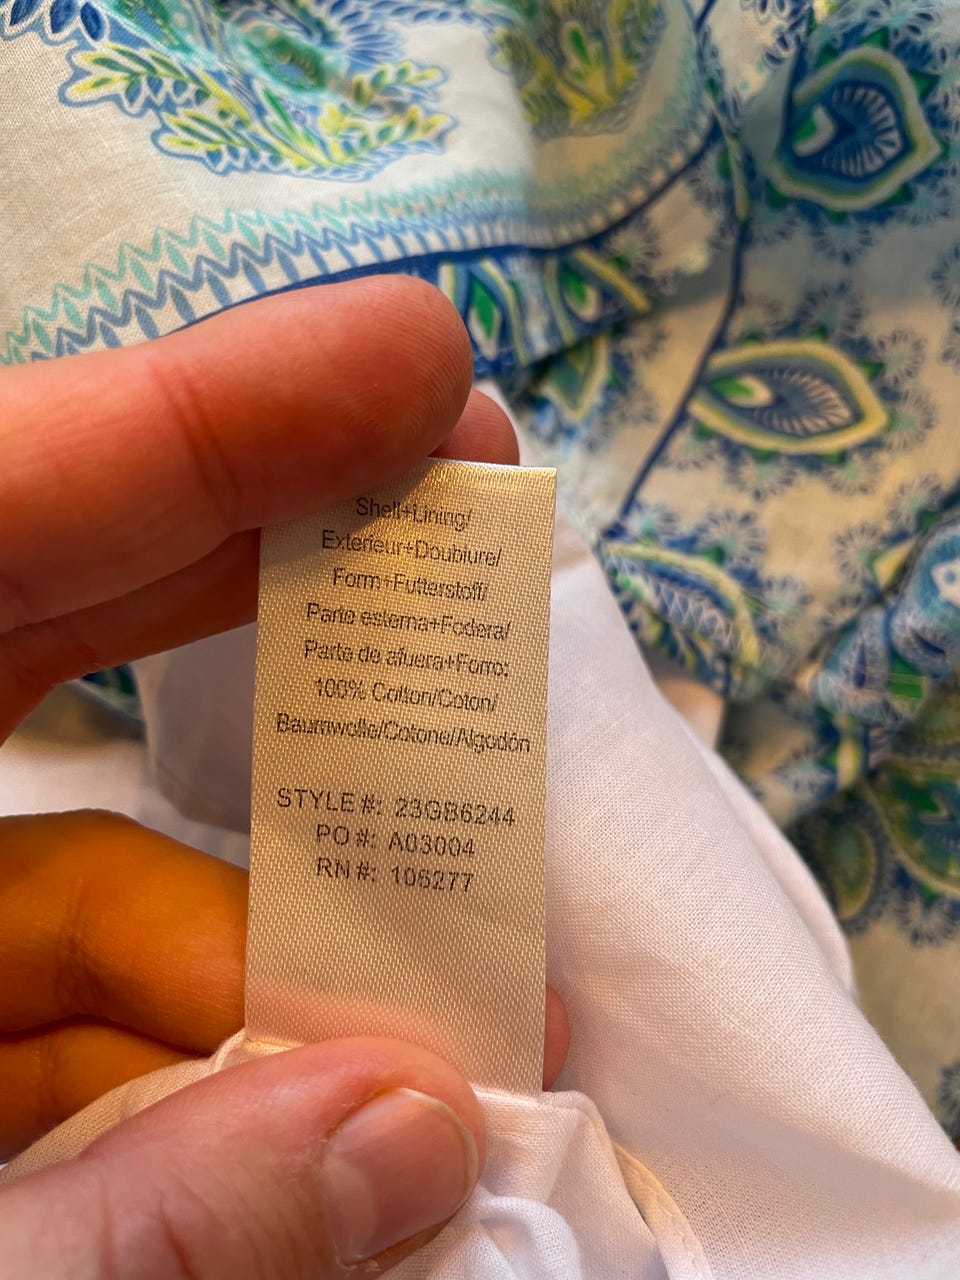 Shell+Lining/
Exterieur+Doublure/
Form+Futterstoff/
Parte esterna+Fodera/
Parte de afuera+Forro:
100% Cotton/Coton/
Baumwolle/Cotone/Algodón
STYLE #: 23GB6244
PO #: A03004
RN #: 106277